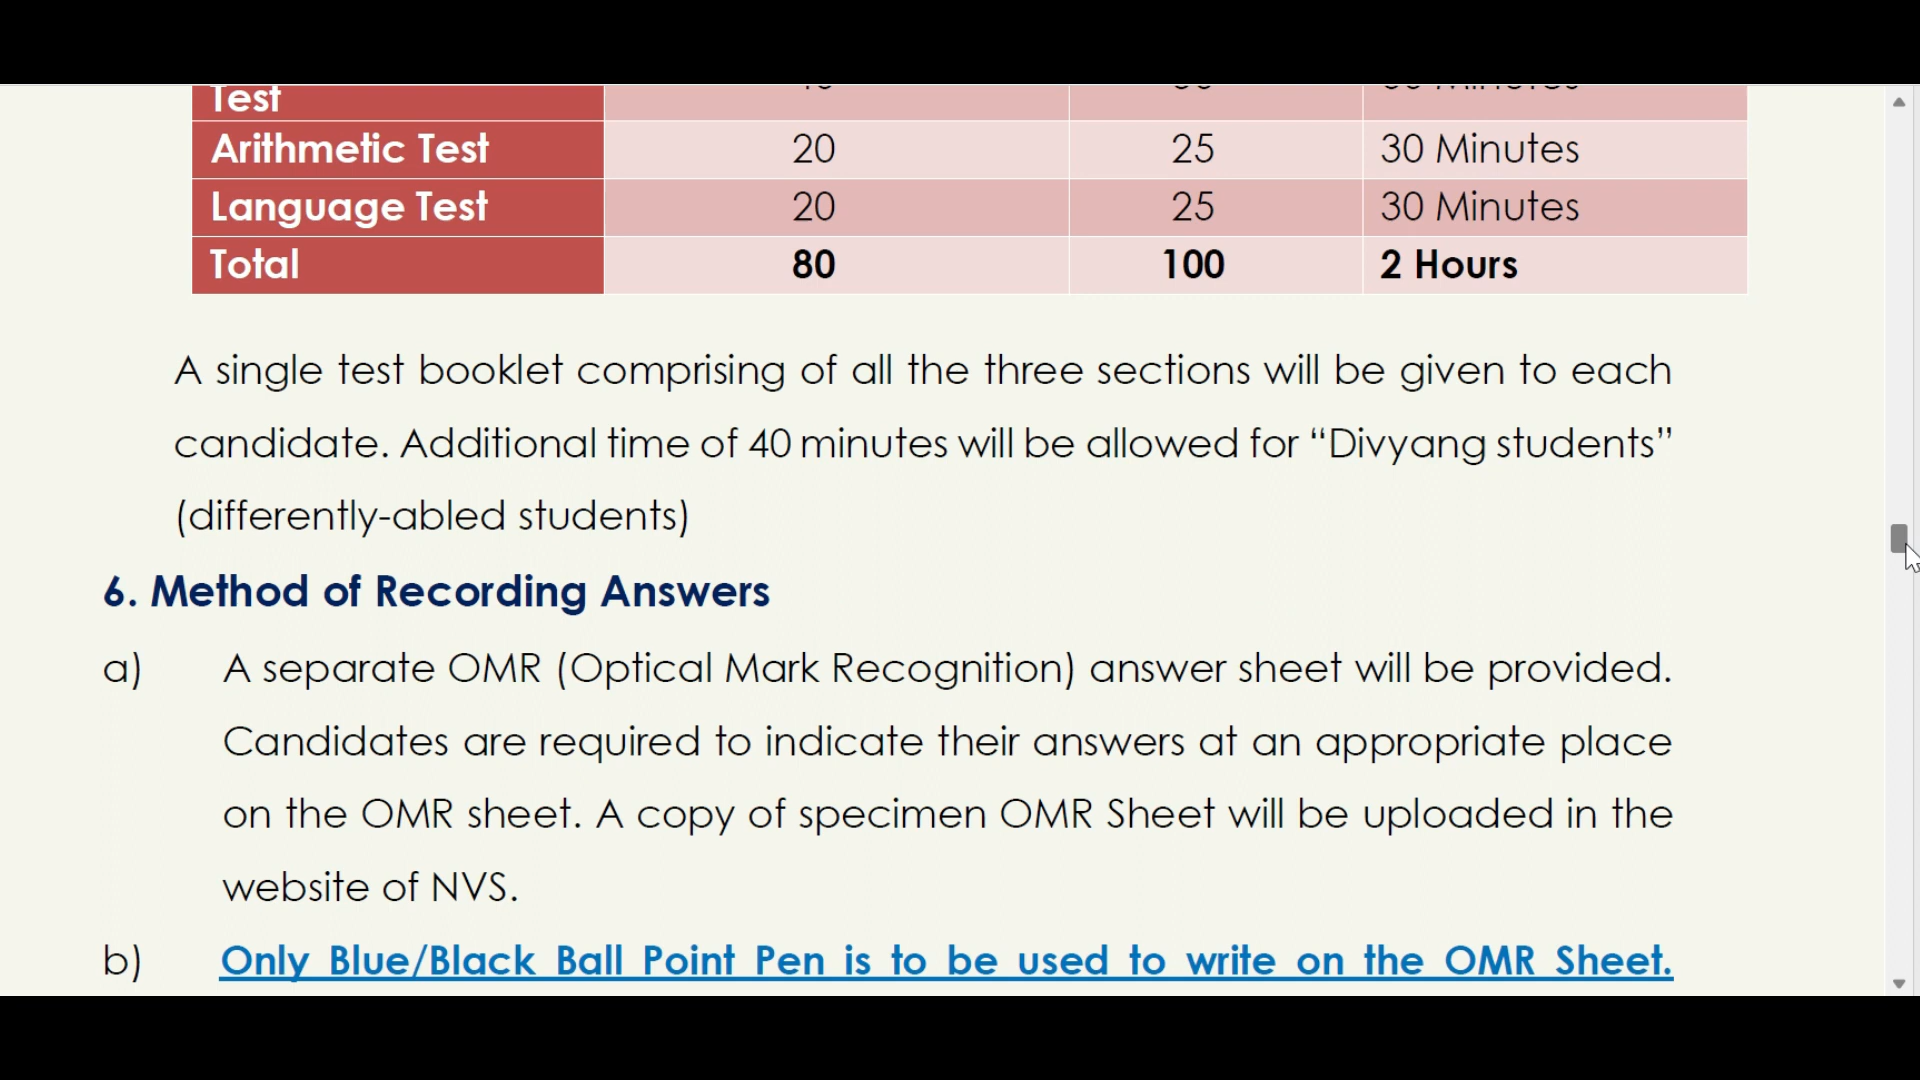 Test
Arithmetic Test 20 25 30 Minutes
Language Test 20 25 30 Minutes
Total 80 100 2 Hours
A single test booklet comprising of all the three sections will be given to each
candidate. Additional time of 40 minutes will be allowed for “Divyang students”
(differently-abled students)
6. Method of Recording Answers
a) A separate OMR (Optical Mark Recognition) answer sheet will be provided.
Candidates are required to indicate their answers at an appropriate place
on the OMR sheet. A copy of specimen OMR Sheet will be uploaded in the
website of NVS.
b) Only Blue/Black Ball Point Pen is to be used to write on the OMR Sheet.